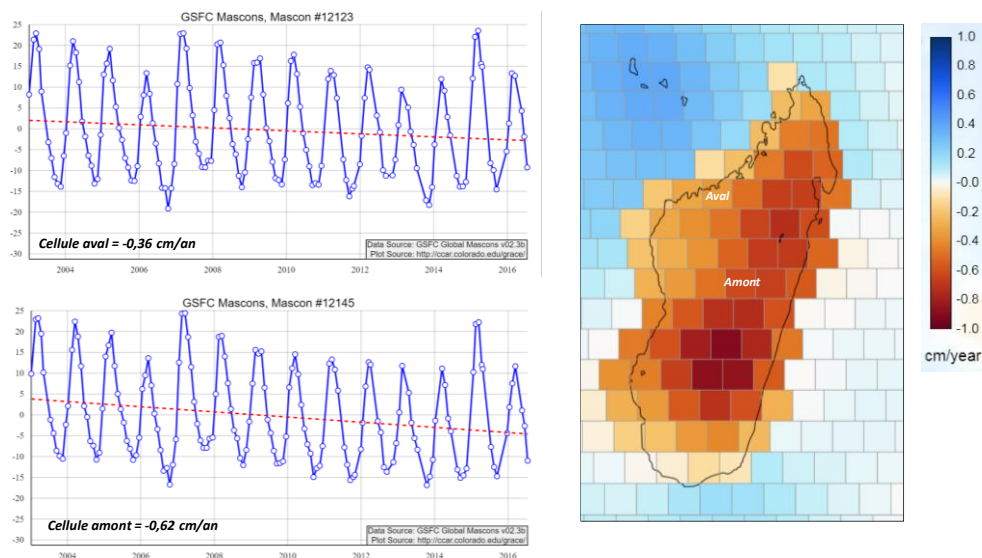 GSFC Mascons, Mascon #12123
25
20
15
10
5
0
-5
-10
-15
-20
-25
-30
Cellule aval = -0,36 cm/an
Data Source: GSFC Global Mascons v02.3b
Plot Source: http://ccar.colorado.edu/grace/
2004 2006 2008 2010 2012 2014 2016
GSFC Mascons, Mascon #12145
25
20
15
10
5
0
-5
-10
-15
-20
-25
-30
Cellule amont = -0,62 cm/an
Data Source: GSFC Global Mascons v02.3b
Plot Source: http://ccar.colorado.edu/grace/
2004 2006 2008 2010 2012 2014 2016
Aval
Amont
1.0
0.8
0.6
0.4
0.2
-0.0
-0.2
-0.4
-0.6
-0.8
-1.0
cm/year